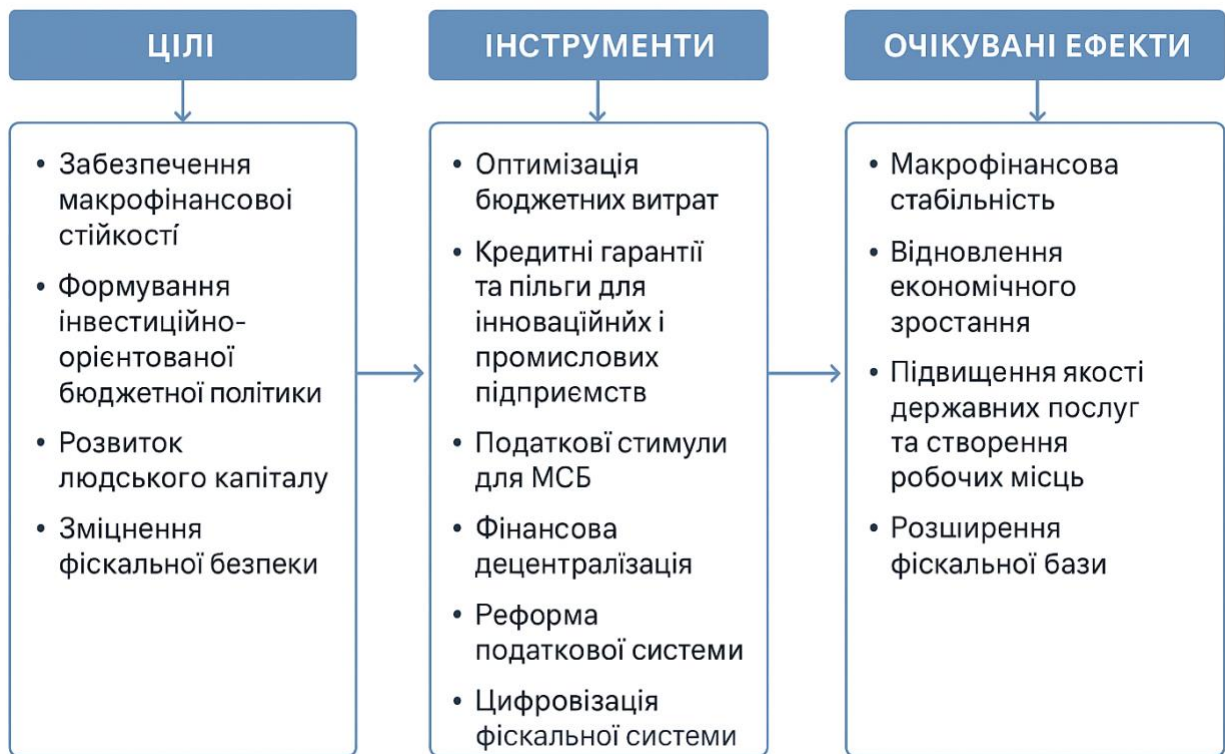 ЦІЛІ
• Забезпечення
макрофінансової
стійкості
• Формування
інвестиційно-
орієнтованої
бюджетної політики
• Розвиток
людського капіталу
• Зміцнення
фіскальної безпеки
ІНСТРУМЕНТИ
• Оптимізація
бюджетних витрат
• Кредитні гарантії
та пільги для
інноваційних і
промислових
підприємств
• Податкові стимули
для МСБ
• Фінансова
децентралізація
• Реформа
податкової системи
• Цифровізація
фіскальної системи
ОЧІКУВАНІ ЕФЕКТИ
• Макрофінансова
стабільність
• Відновлення
економічного
зростання
• Підвищення якості
державних послуг
та створення
робочих місць
• Розширення
фіскальної бази